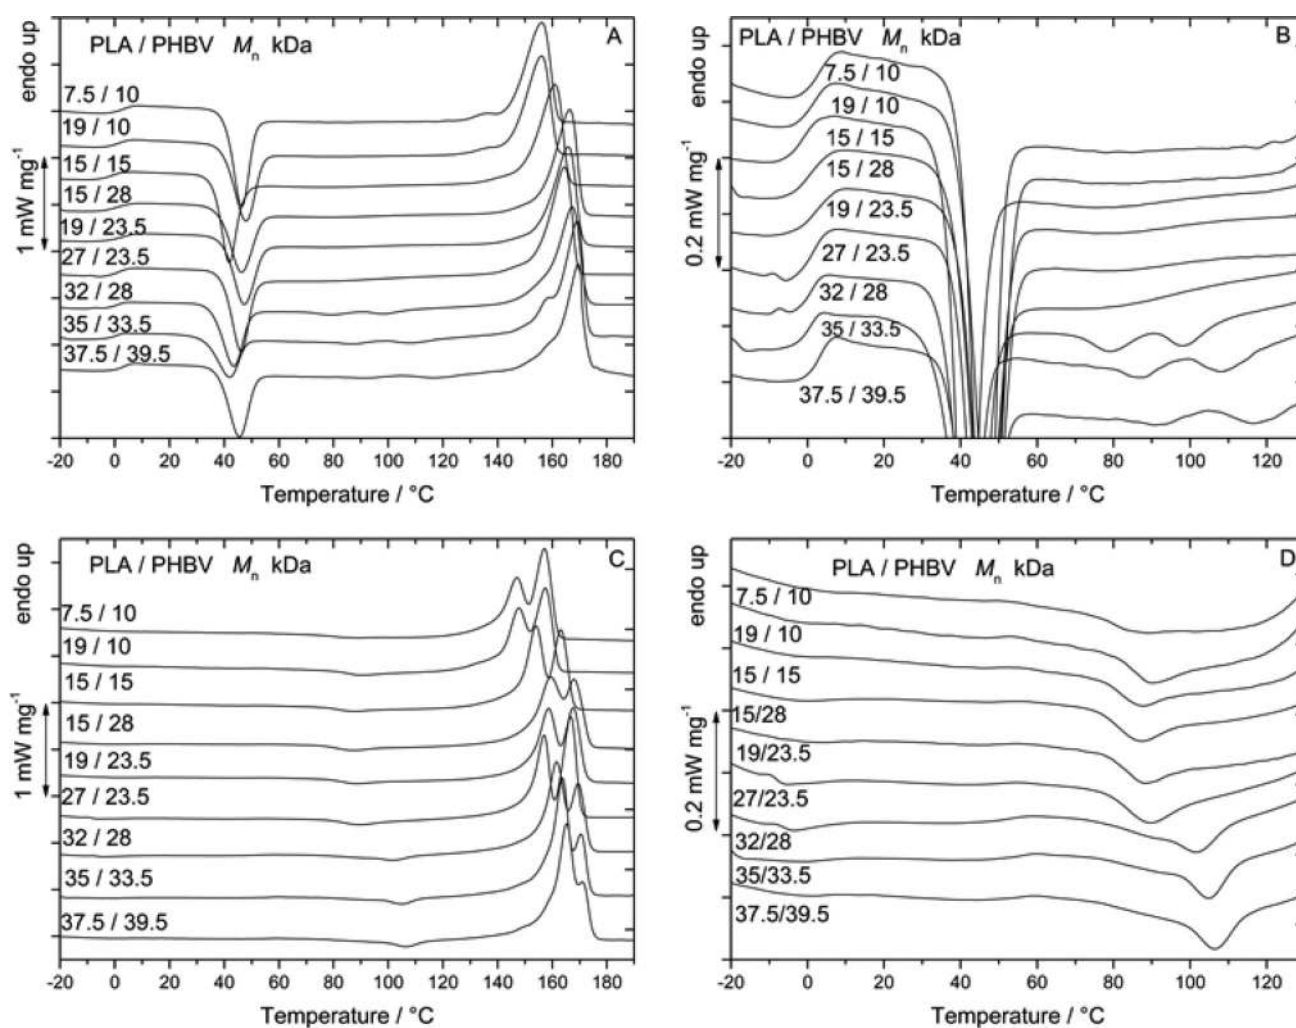 PLA / PHBV Mn kDa
A
endo up
1 mW mg-1
7.5 / 10
19 / 10
15 / 15
15 / 28
19 / 23.5
27 / 23.5
32 / 28
35 / 33.5
37.5 / 39.5
-20 0 20 40 60 80 100 120 140 160 180
Temperature / °C
PLA / PHBV Mn kDa
B
endo up
0.2 mW mg-1
7.5 / 10
19 / 10
15 / 15
15 / 28
19 / 23.5
27 / 23.5
32 / 28
35 / 33.5
37.5 / 39.5
-20 0 20 40 60 80 100 120
Temperature / °C
PLA / PHBV Mn kDa
C
endo up
1 mW mg-1
7.5 / 10
19 / 10
15 / 15
15 / 28
19 / 23.5
27 / 23.5
32 / 28
35 / 33.5
37.5 / 39.5
-20 0 20 40 60 80 100 120 140 160 180
Temperature / °C
PLA / PHBV Mn kDa
D
endo up
0.2 mW mg-1
7.5 / 10
19 / 10
15 / 15
15/28
19/23.5
27/23.5
32/28
35/33.5
37.5/39.5
-20 0 20 40 60 80 100 120
Temperature / °C